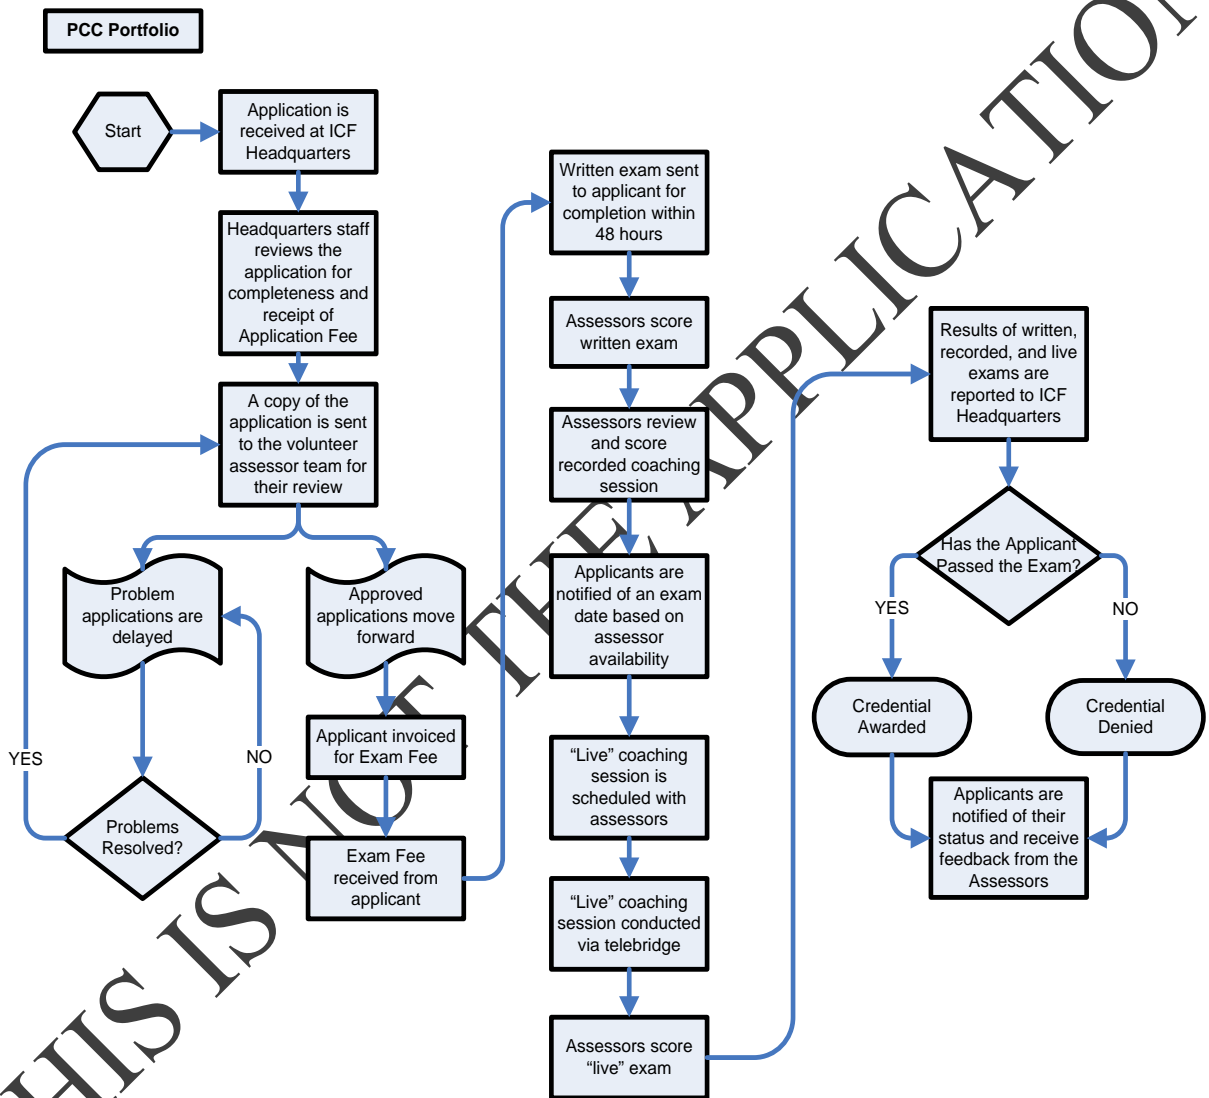 PCC Portfolio
Start
Application is
received at ICF
Headquarters
Headquarters staff
reviews the
application for
completeness and
receipt of
Application Fee
A copy of the
application is sent
to the volunteer
assessor team for
their review
Problem
applications are
delayed
Approved
applications move
forward
YES
NO
Problems
Resolved?
Applicant invoiced
for Exam Fee
Exam Fee
received from
applicant
Written exam sent
to applicant for
completion within
48 hours
Assessors score
written exam
Assessors review
and score
recorded coaching
session
Applicants are
notified of an exam
date based on
assessor
availability
“Live” coaching
session is
scheduled with
assessors
“Live” coaching
session conducted
via telebridge
Assessors score
“live” exam
Results of written,
recorded, and live
exams are
reported to ICF
Headquarters
Has the Applicant
Passed the Exam?
YES
NO
Credential
Awarded
Credential
Denied
Applicants are
notified of their
status and receive
feedback from the
Assessors
HIS IS NOT THE APPLICATION